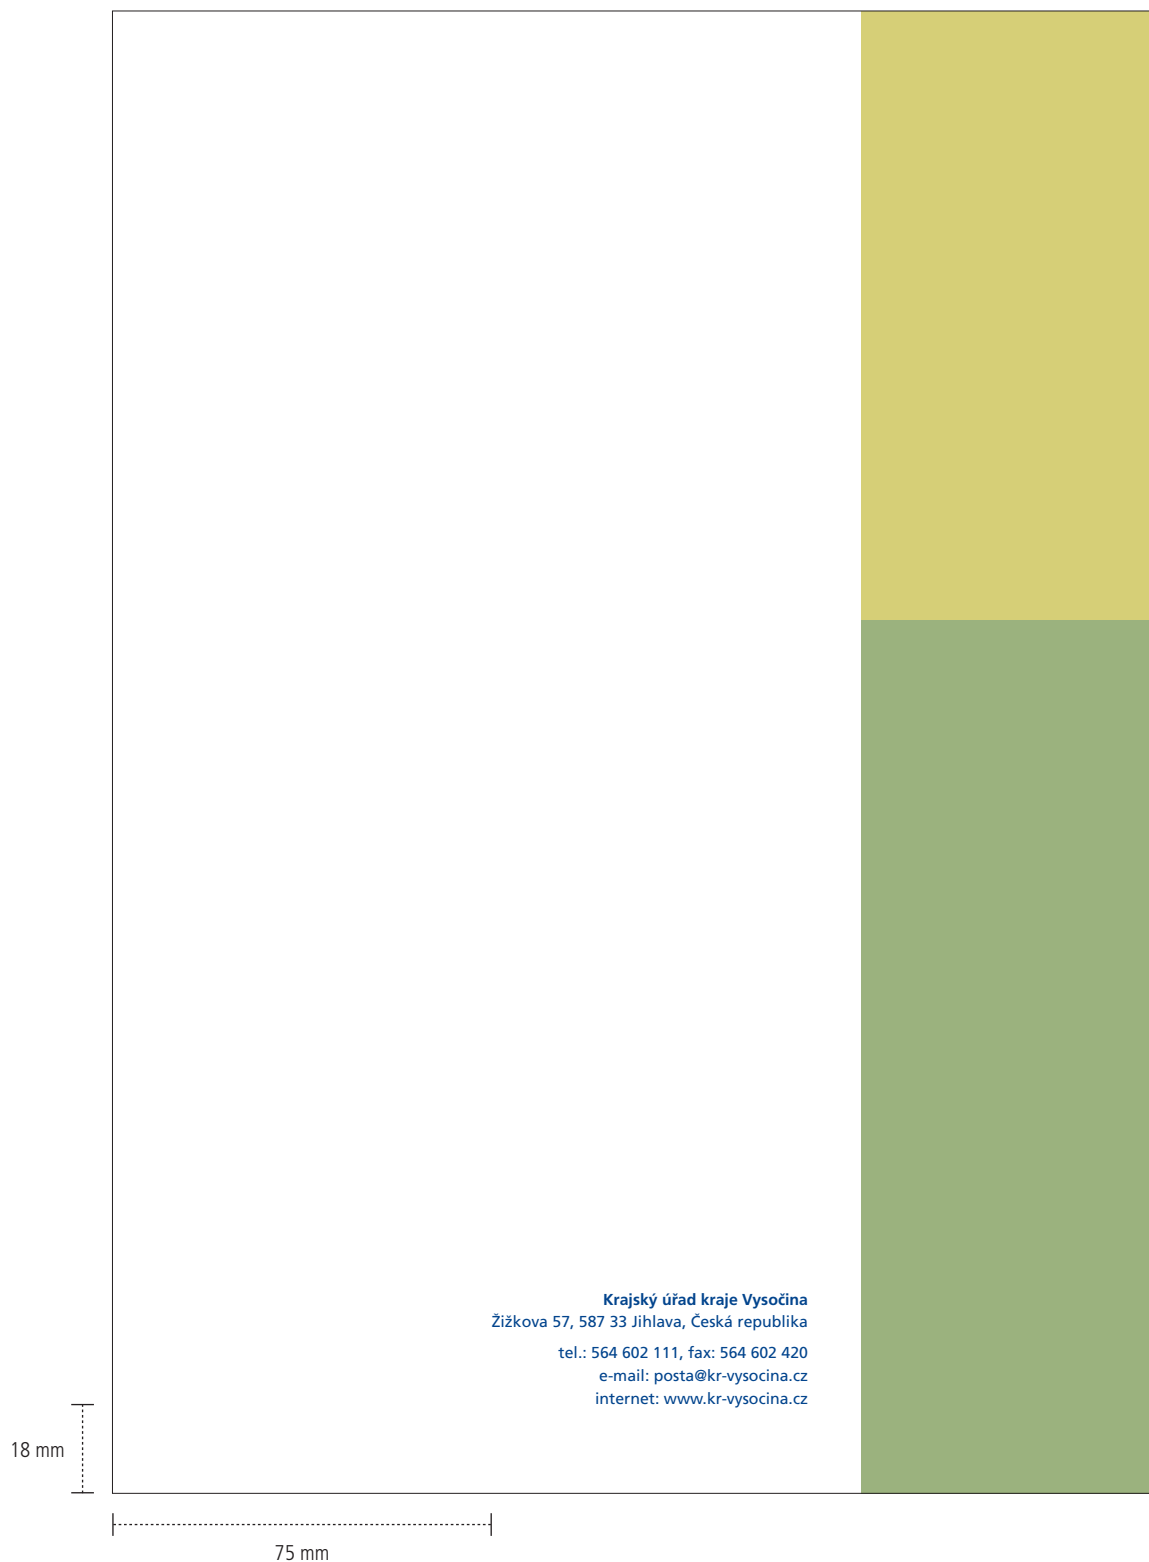 Krajský úřad kraje Vysočina
Žižkova 57, 587 33 Jihlava, Česká republika
tel.: 564 602 111, fax: 564 602 420
e-mail: posta@kr-vysocina.cz
internet: www.kr-vysocina.cz
18 mm
75 mm